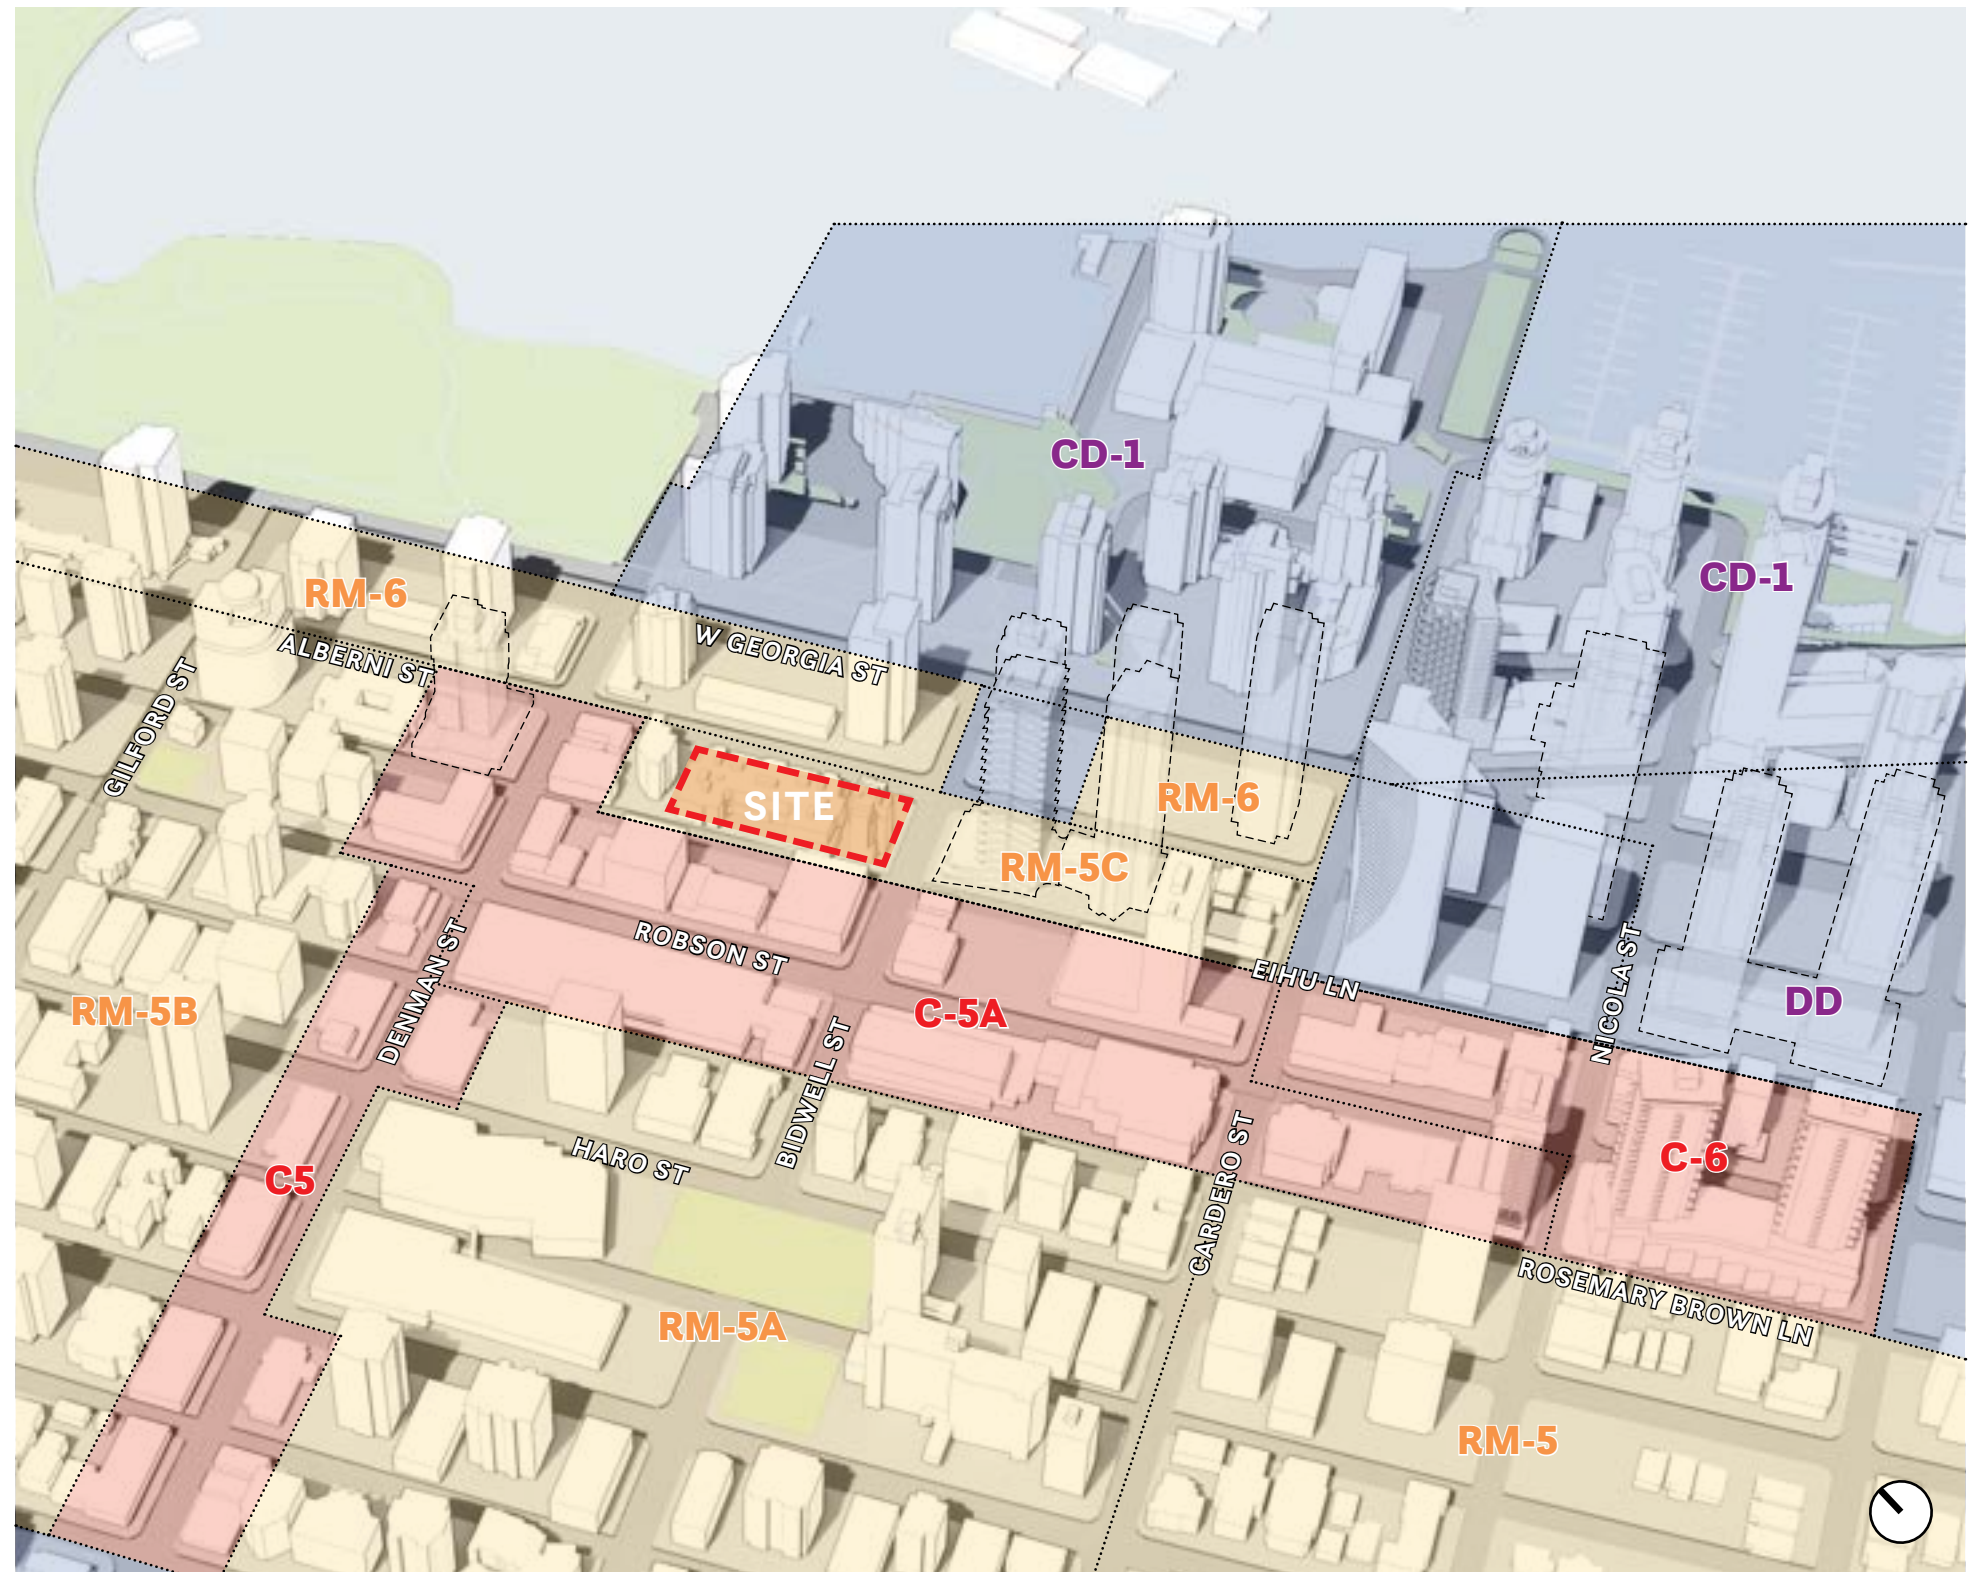 CD-1
CD-1
RM-6
W GEORGIA ST
ALBERNI ST
GILFORD ST
SITE
RM-6
RM-5C
ROBSON ST
DENMAN ST
EIHU LN
NICOLA ST
RM-5B
C-5A
DD
BIDWELL ST
HARO ST
C5
CARDERO ST
C-6
ROSEMARY BROWN LN
RM-5A
RM-5